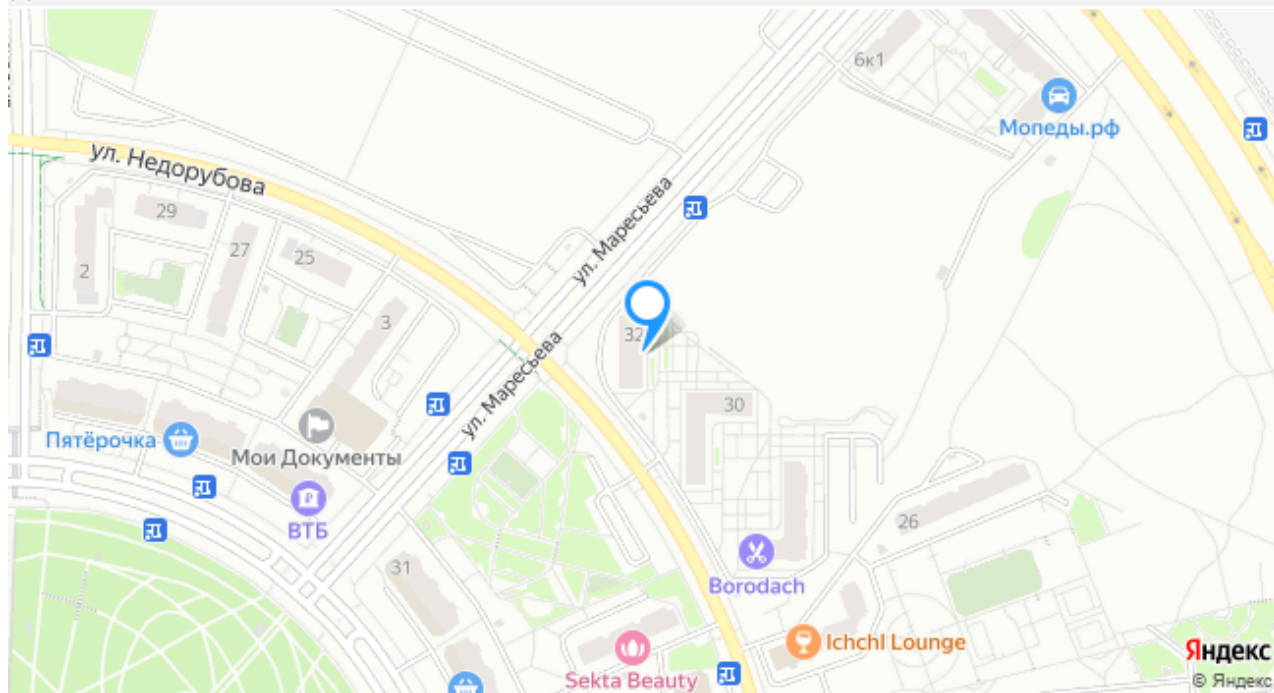 6к1
Мопеды.рф
ул. Недорубова
29
27
25
2
3
ул. Маресьева
32
ул. Маресьева
30
Пятёрочка
Мои Документы
ВТБ
26
31
Borodach
Ichchl Lounge
Sekta Beauty
Яндекс
© Яндекс